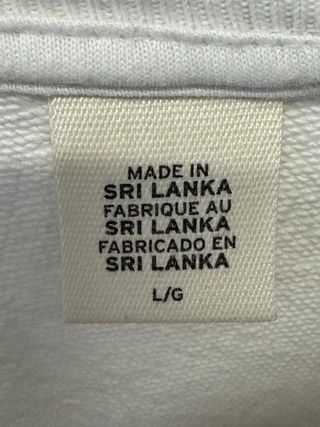 MADE IN
SRI LANKA
FABRIQUE AU
SRI LANKA
FABRICADO EN
SRI LANKA
L/G